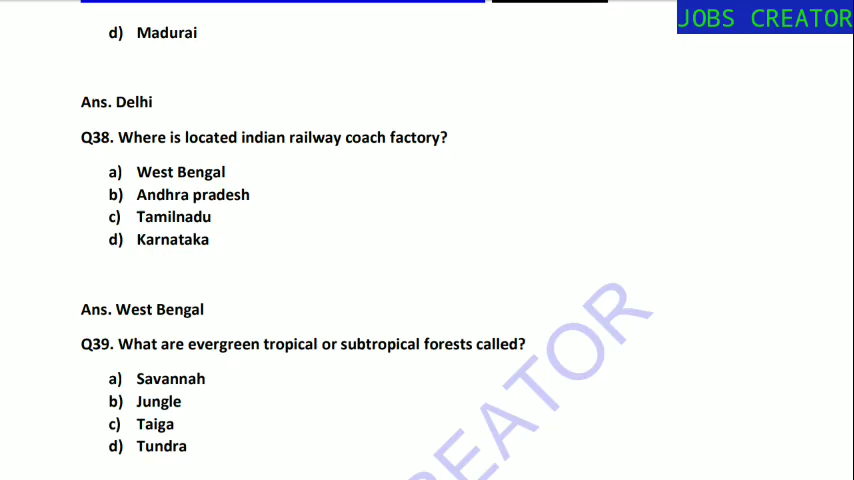 JOBS CREATOR
d) Madurai
Ans. Delhi
Q38. Where is located indian railway coach factory?
a) West Bengal
b) Andhra pradesh
c) Tamilnadu
d) Karnataka
Ans. West Bengal
Q39. What are evergreen tropical or subtropical forests called?
a) Savannah
b) Jungle
c) Taiga
d) Tundra
REATOR